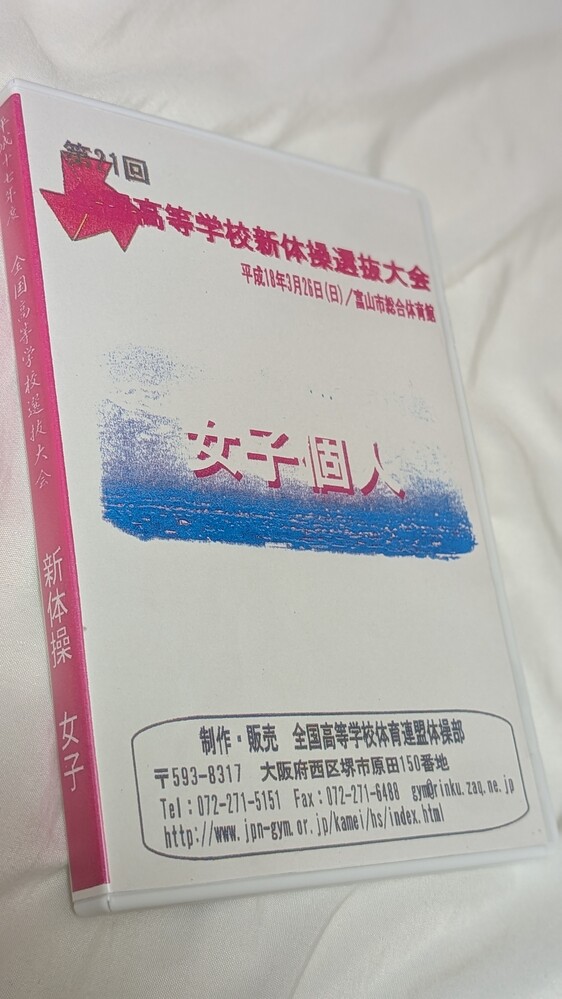 第21回
全国高等学校新体操選抜大会
平成18年3月26日(日)/富山市総合体育館
女子個人
制作・販売 全国高等学校体育連盟体操部
〒593-8317 大阪府西区堺市原田150番地
Tel:072-271-5151 Fax:072-271-6488 gym@rinku.zaq.ne.jp
http://www.jpn-gym.or.jp/kamei/hs/index.html
平成十七年度 全国高等学校選抜大会 新体操 女子